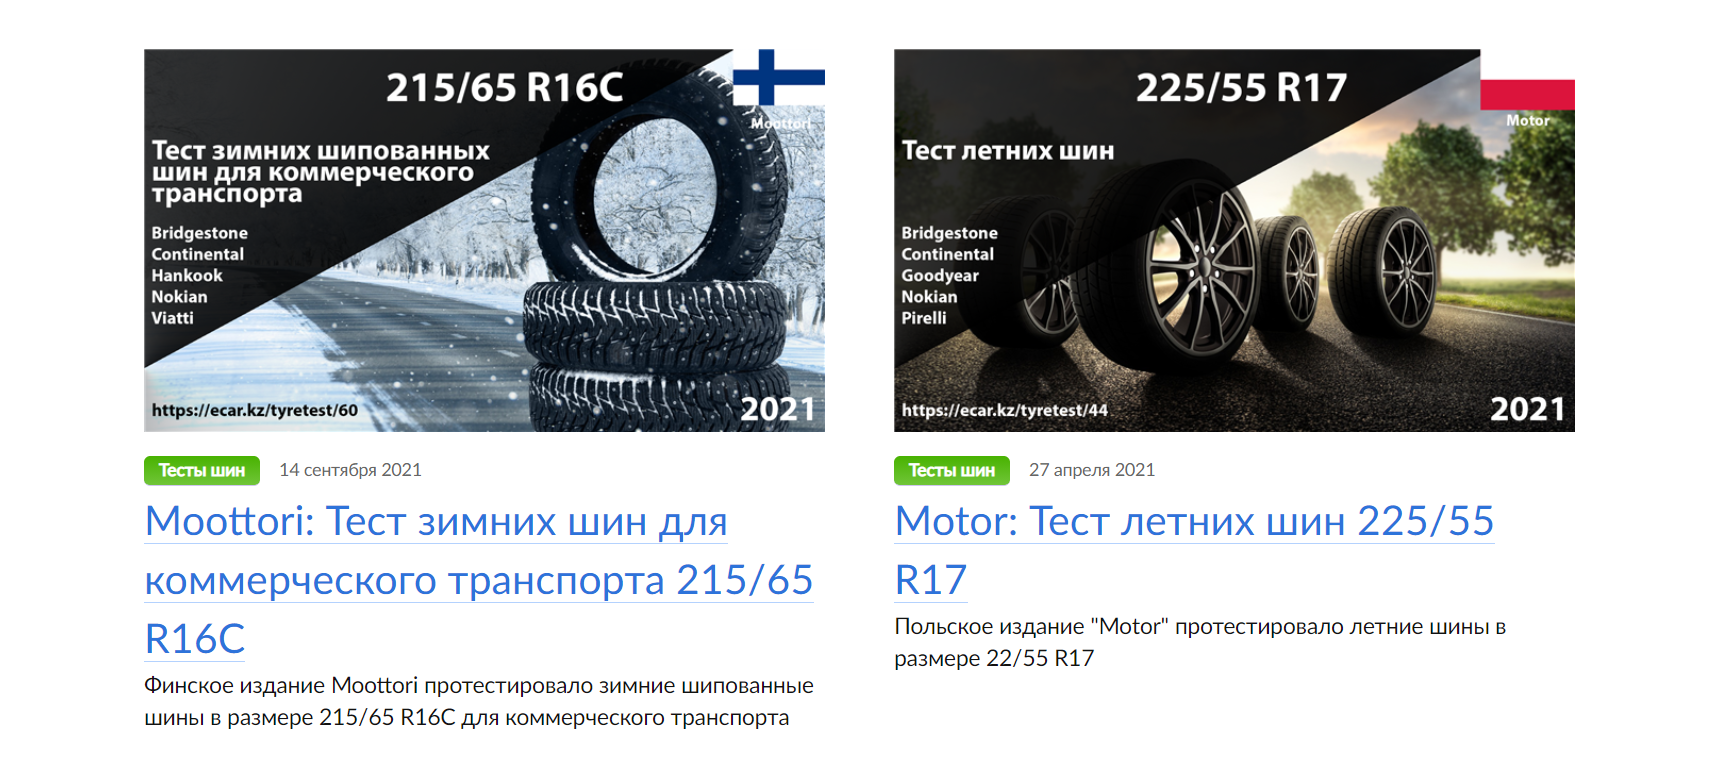 215/65 R16C
Moottori
Тест зимних шипованных
шин для коммерческого
транспорта
Bridgestone
Continental
Hankook
Nokian
Viatti
https://ecar.kz/tyretest/60
2021
Тесты шин
14 сентября 2021
Moottori: Тест зимних шин для
коммерческого транспорта 215/65
R16C
Финское издание Moottori протестировало зимние шипованные
шины в размере 215/65 R16C для коммерческого транспорта
225/55 R17
Motor
Тест летних шин
Bridgestone
Continental
Goodyear
Nokian
Pirelli
https://ecar.kz/tyretest/44
2021
Тесты шин
27 апреля 2021
Motor: Тест летних шин 225/55
R17
Польское издание "Motor" протестировало летние шины в
размере 22/55 R17